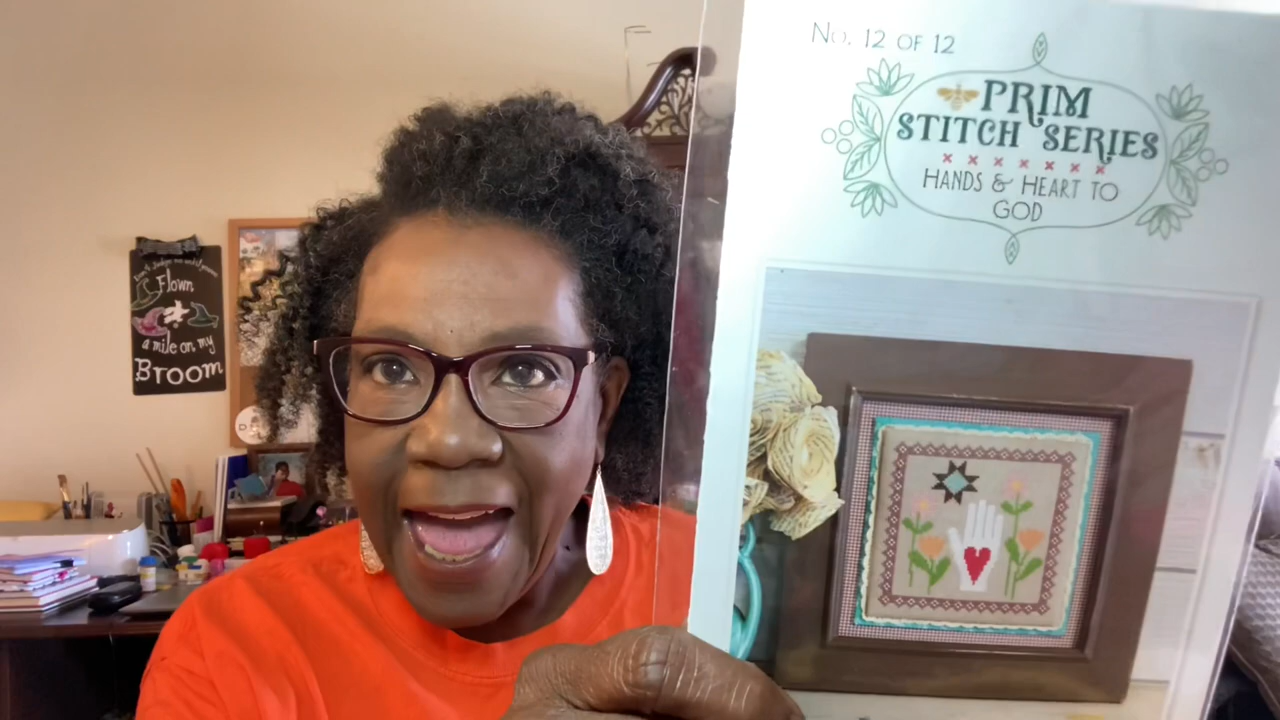 No. 12 OF 12
PRIM
STITCH SERIES
HANDS & HEART TO
GOD
Flown
a mile on my
BROOM